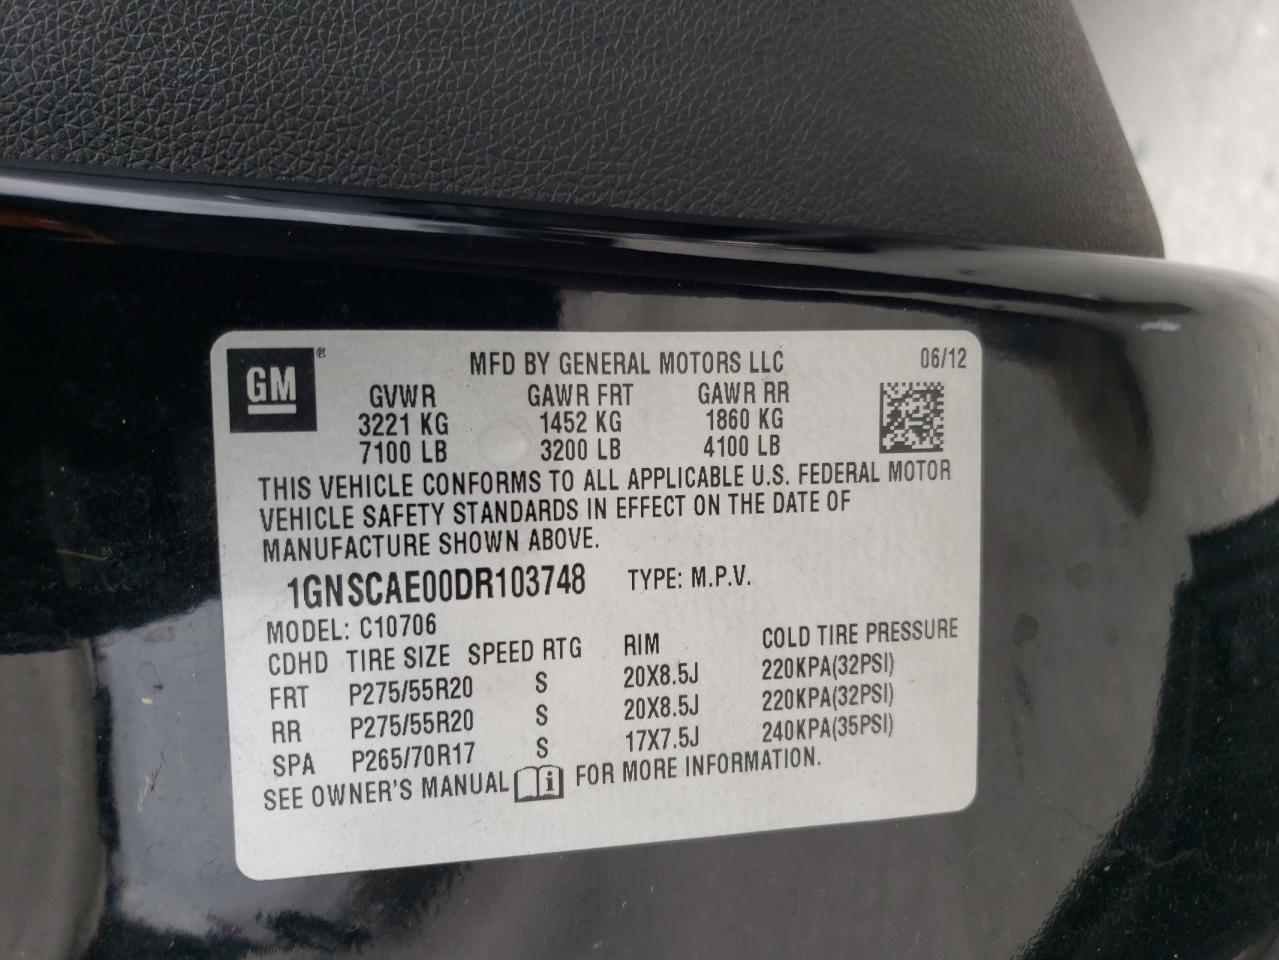 GM ® MFD BY GENERAL MOTORS LLC 06/12
GVWR GAWR FRT GAWR RR
3221 KG 1452 KG 1860 KG
7100 LB 3200 LB 4100 LB
THIS VEHICLE CONFORMS TO ALL APPLICABLE U.S. FEDERAL MOTOR
VEHICLE SAFETY STANDARDS IN EFFECT ON THE DATE OF
MANUFACTURE SHOWN ABOVE.
1GNSCAE00DR103748 TYPE: M.P.V.
MODEL: C10706
CDHD TIRE SIZE SPEED RTG RIM COLD TIRE PRESSURE
FRT P275/55R20 S 20X8.5J 220KPA(32PSI)
RR P275/55R20 S 20X8.5J 220KPA(32PSI)
SPA P265/70R17 S 17X7.5J 240KPA(35PSI)
SEE OWNER'S MANUAL i FOR MORE INFORMATION.